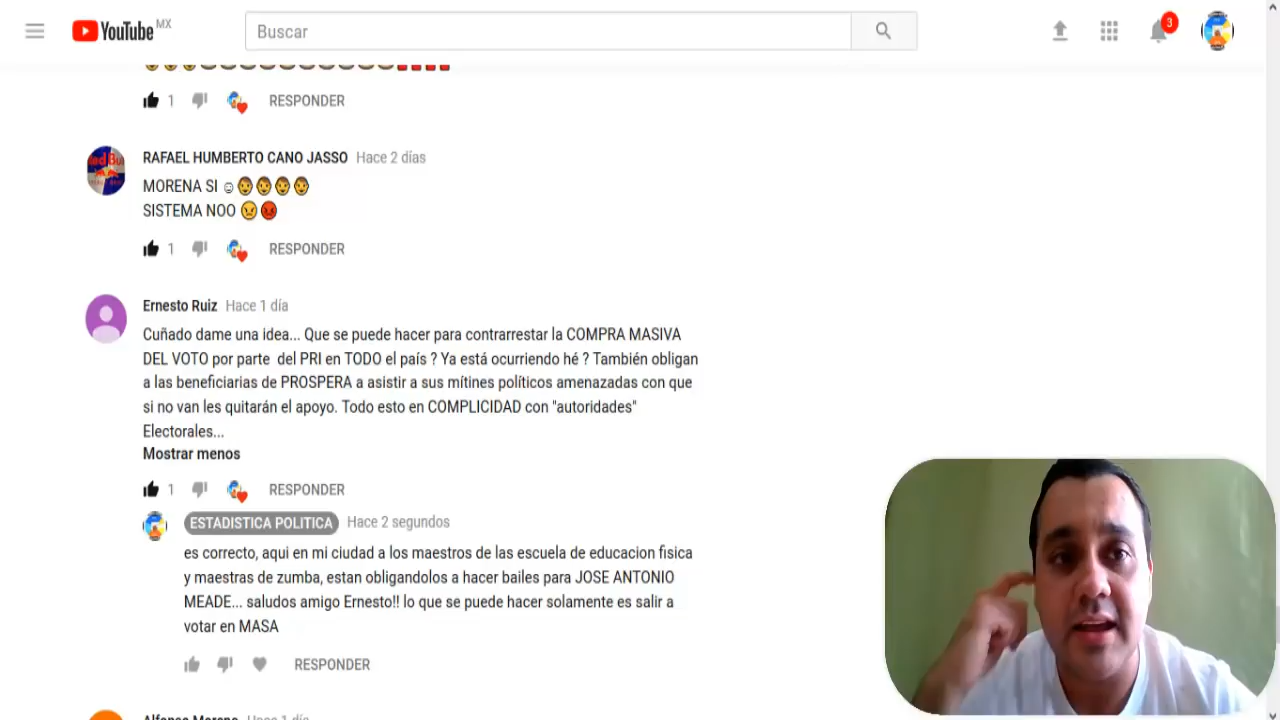 YouTube MX
Buscar
3
1 RESPONDER
RAFAEL HUMBERTO CANO JASSO Hace 2 días
MORENA SI
SISTEMA NOO
1 RESPONDER
Ernesto Ruiz Hace 1 día
Cuñado dame una idea... Que se puede hacer para contrarrestar la COMPRA MASIVA
DEL VOTO por parte del PRI en TODO el país ? Ya está ocurriendo hé ? También obligan
a las beneficiarias de PROSPERA a asistir a sus mítines políticos amenazadas con que
si no van les quitarán el apoyo. Todo esto en COMPLICIDAD con "autoridades"
Electorales...
Mostrar menos
1 RESPONDER
ESTADISTICA POLITICA Hace 2 segundos
es correcto, aqui en mi ciudad a los maestros de las escuela de educacion fisica
y maestras de zumba, estan obligandolos a hacer bailes para JOSE ANTONIO
MEADE... saludos amigo Ernesto!! lo que se puede hacer solamente es salir a
votar en MASA
RESPONDER
Alfonso Moreno Hace 1 día